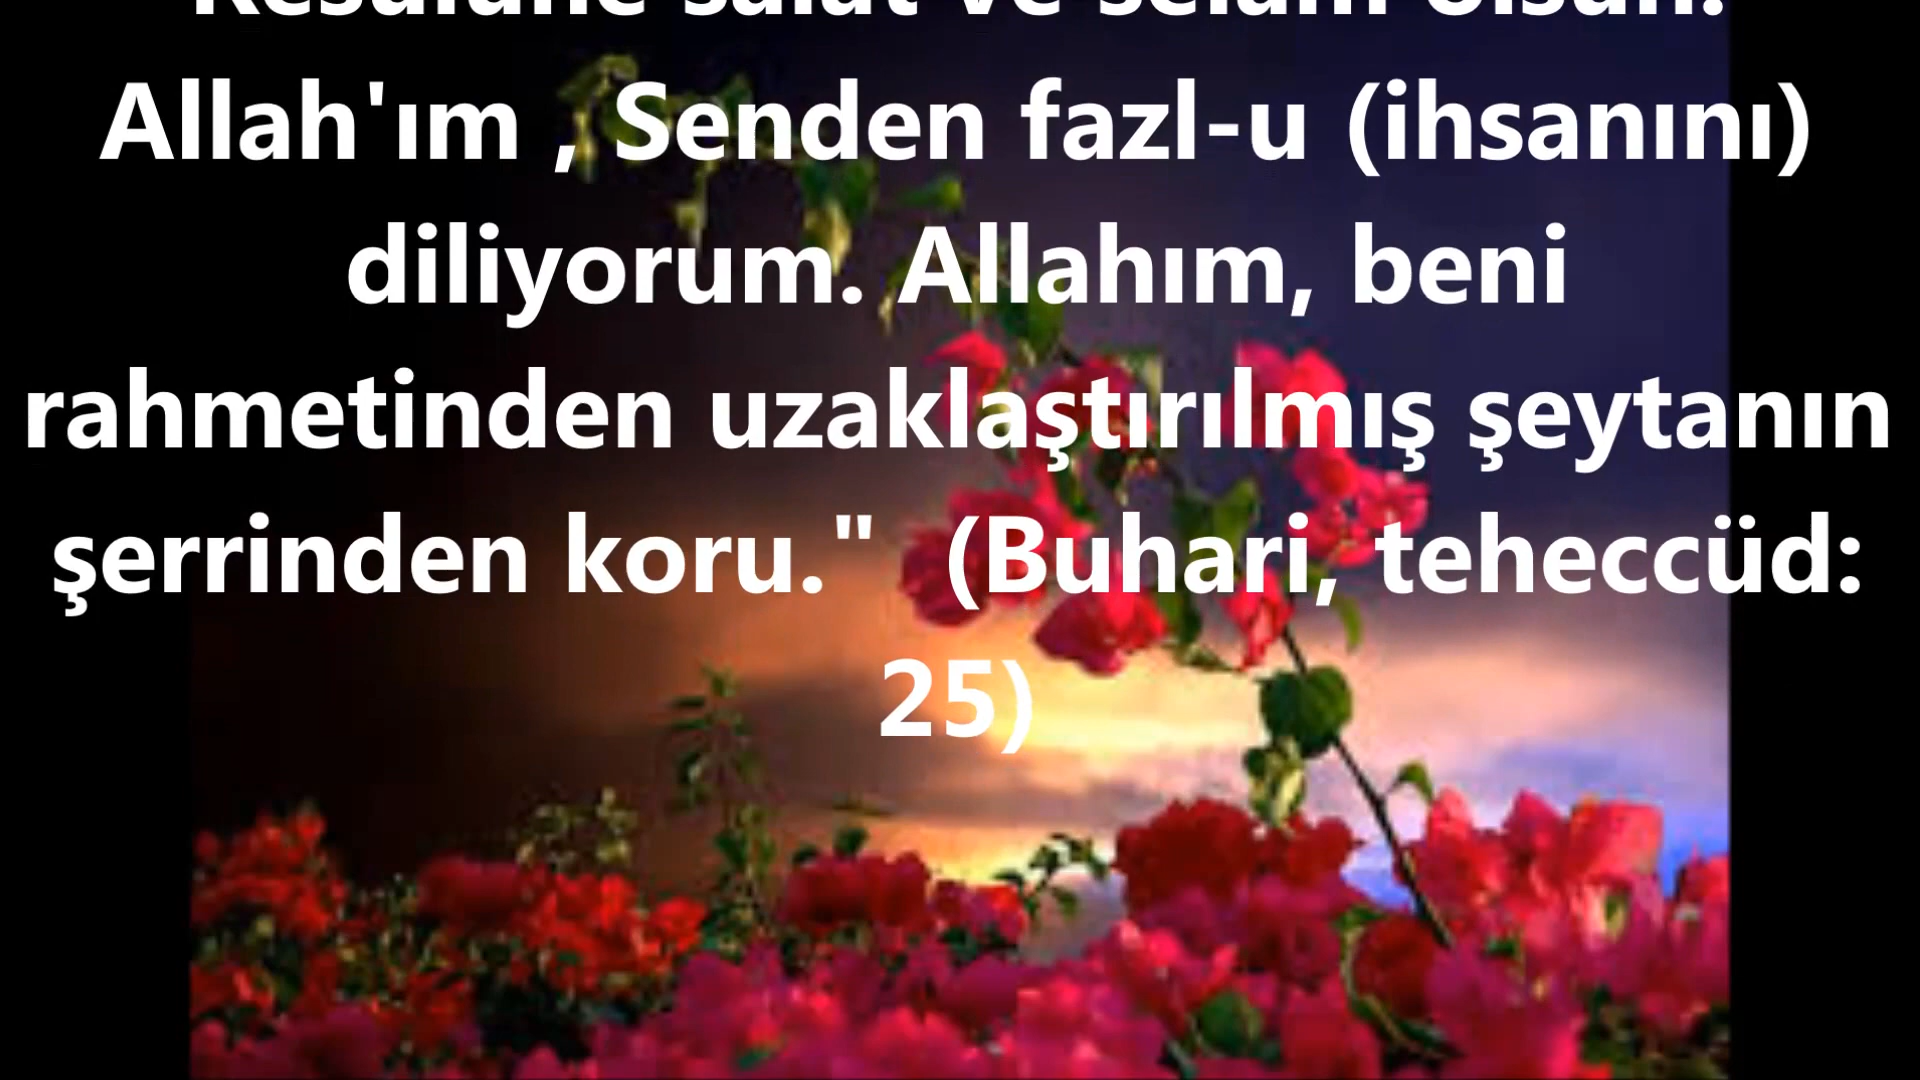 Resulüne salat ve selam olsun.
Allah'ım , Senden fazl-u (ihsanını)
diliyorum. Allahım, beni
rahmetinden uzaklaştırılmış şeytanın
şerrinden koru."  (Buhari, teheccüd:
25)